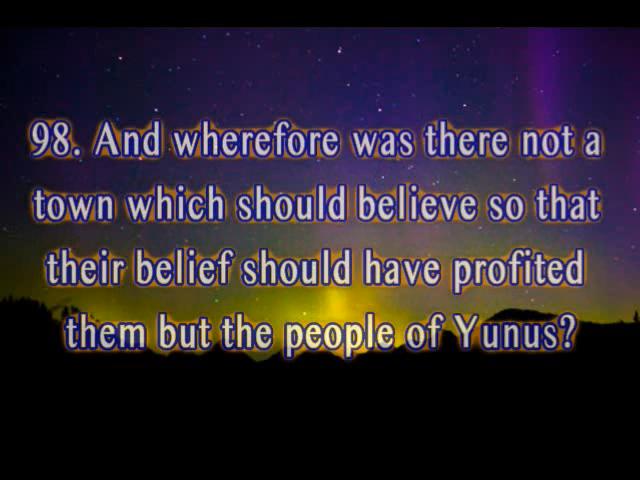 98. And wherefore was there not a
town which should believe so that
their belief should have profited
them but the people of Yunus?